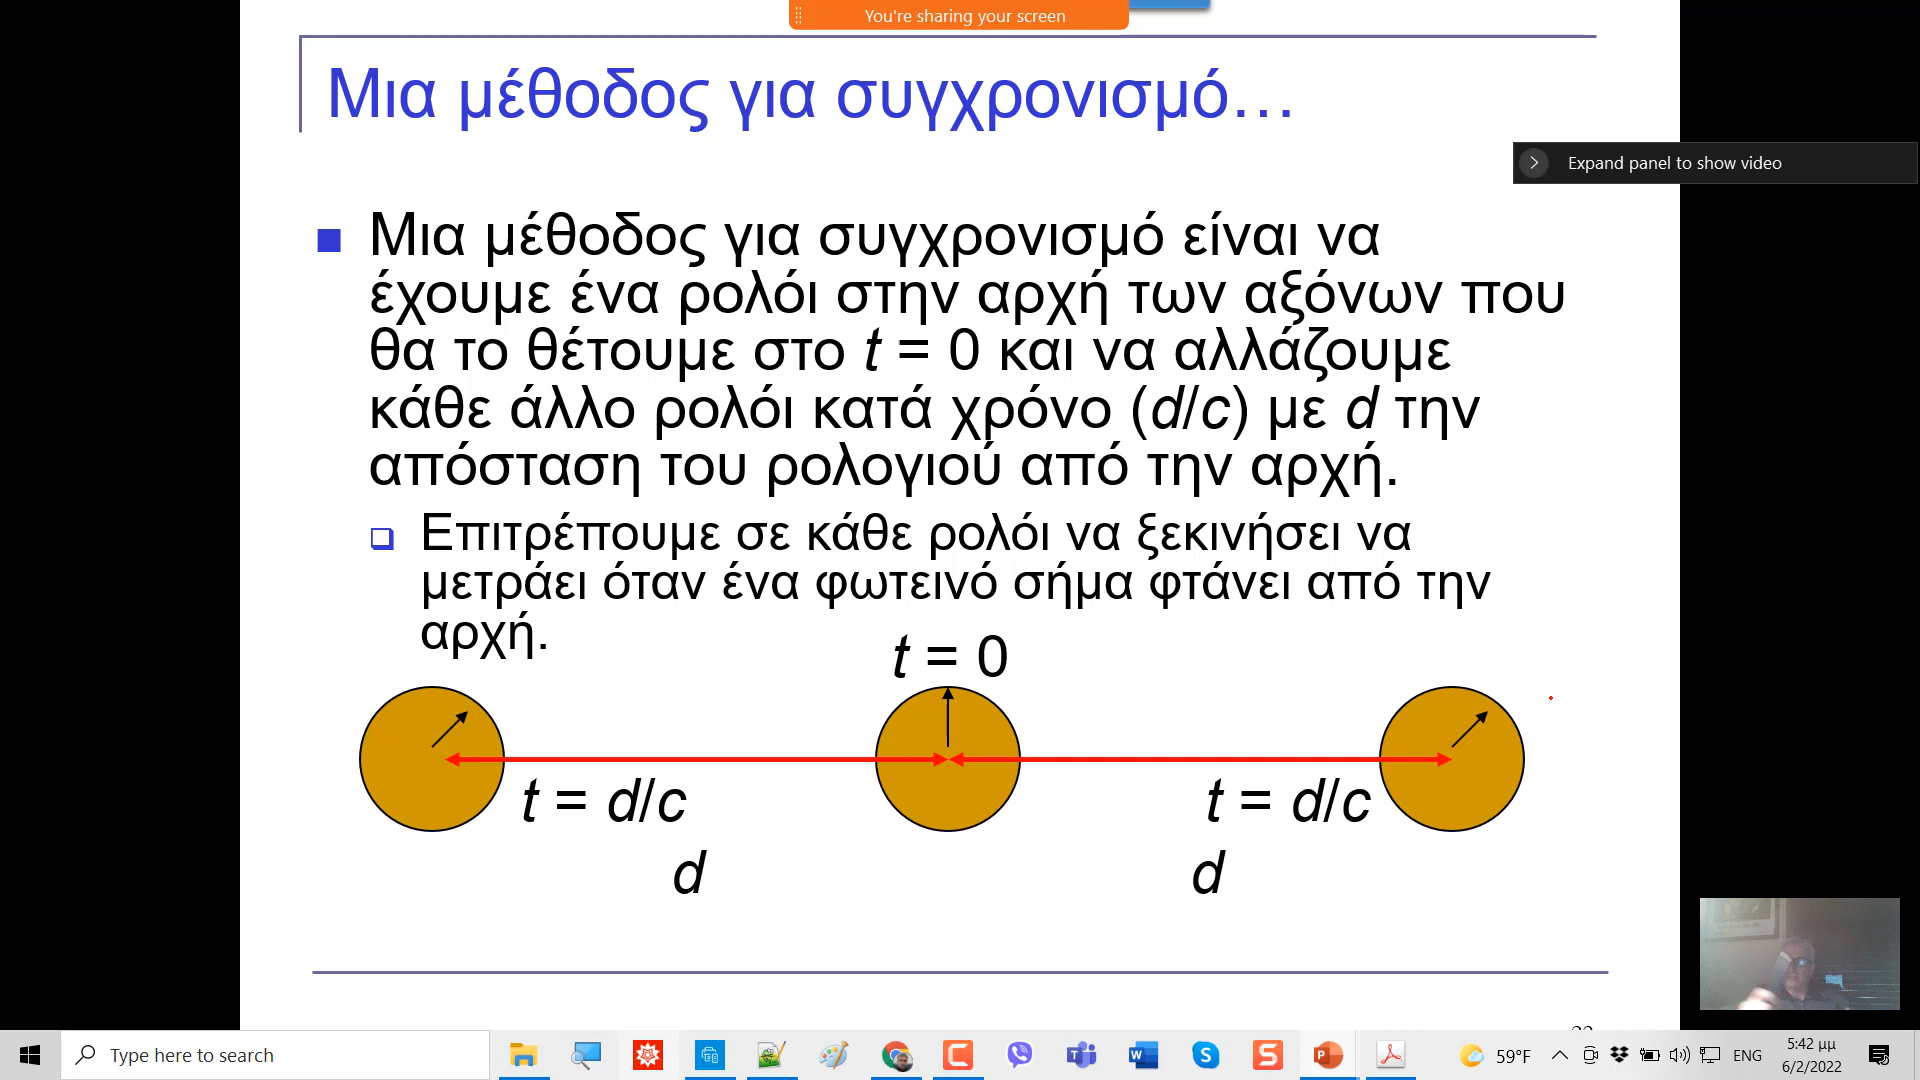 You're sharing your screen
Μια μέθοδος για συγχρονισμό…
Expand panel to show video
Μια μέθοδος για συγχρονισμό είναι να
έχουμε ένα ρολόι στην αρχή των αξόνων που
θα το θέτουμε στο t = 0 και να αλλάζουμε
κάθε άλλο ρολόι κατά χρόνο (d/c) με d την
απόσταση του ρολογιού από την αρχή.
Επιτρέπουμε σε κάθε ρολόι να ξεκινήσει να
μετράει όταν ένα φωτεινό σήμα φτάνει από την
αρχή.
t = 0
t = d/c
t = d/c
d
d
Type here to search
59°F
ENG
5:42 μμ
6/2/2022